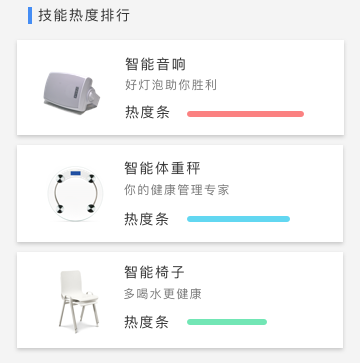 技能热度排行
智能音响
好灯泡助你胜利
热度条
智能体重秤
你的健康管理专家
热度条
智能椅子
多喝水更健康
热度条